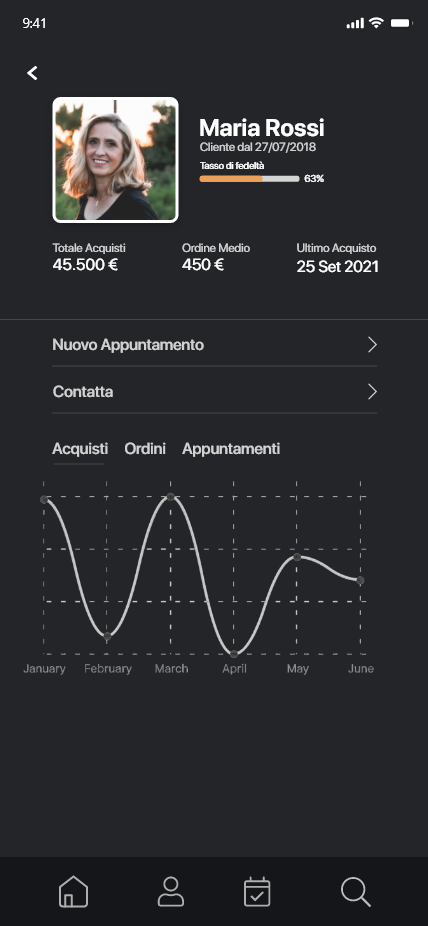 9:41
Maria Rossi
Cliente dal 27/07/2018
Tasso di fedeltà
63%
Totale Acquisti Ordine Medio Ultimo Acquisto
45.500 € 450 € 25 Set 2021
Nuovo Appuntamento
Contatta
Acquisti Ordini Appuntamenti
January February March April May June